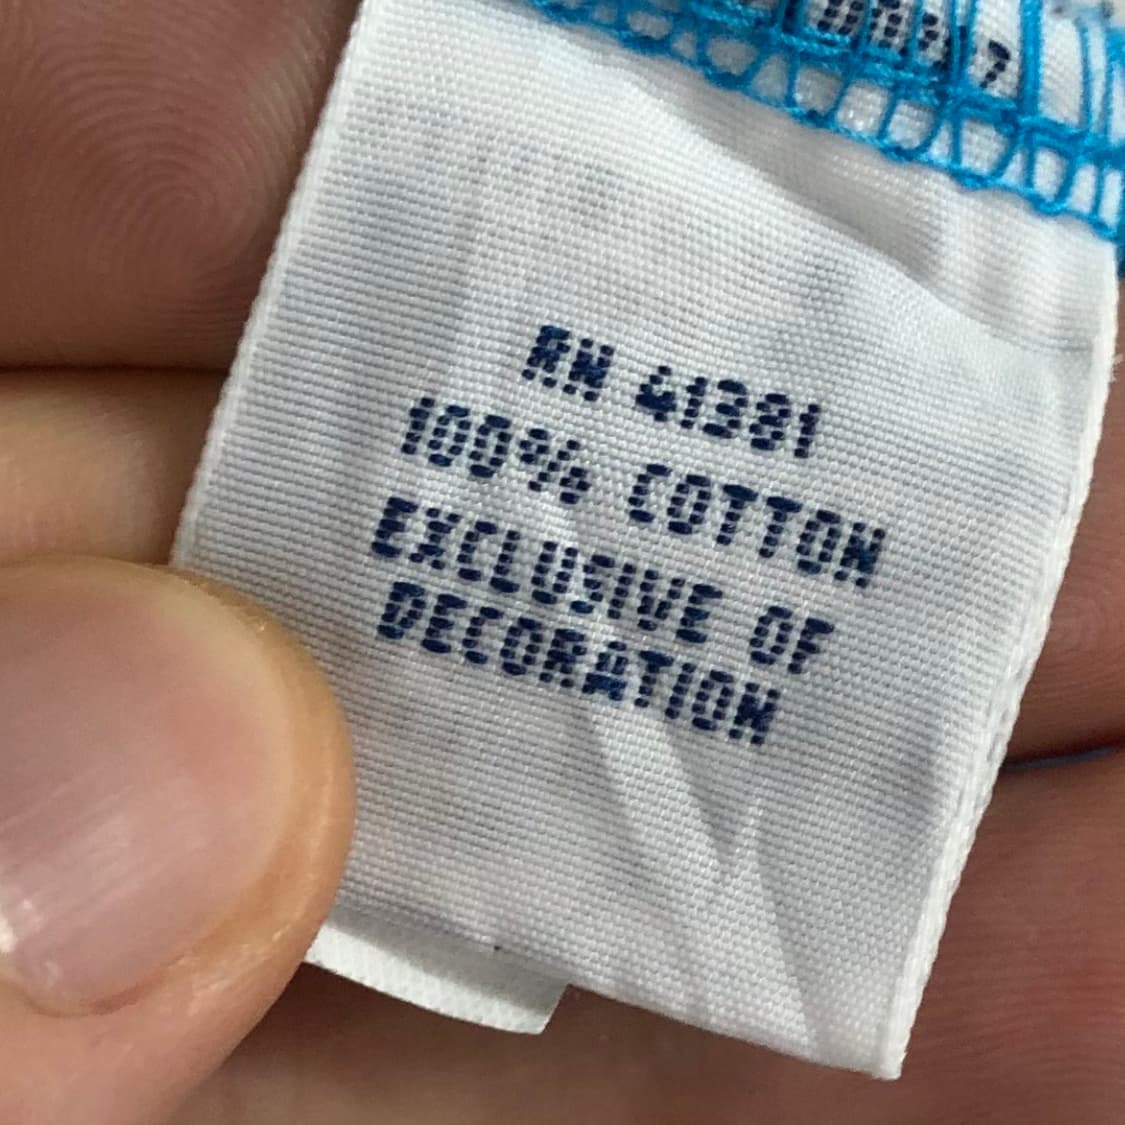 RN 41381
100% COTTON
EXCLUSIVE OF
DECORATION